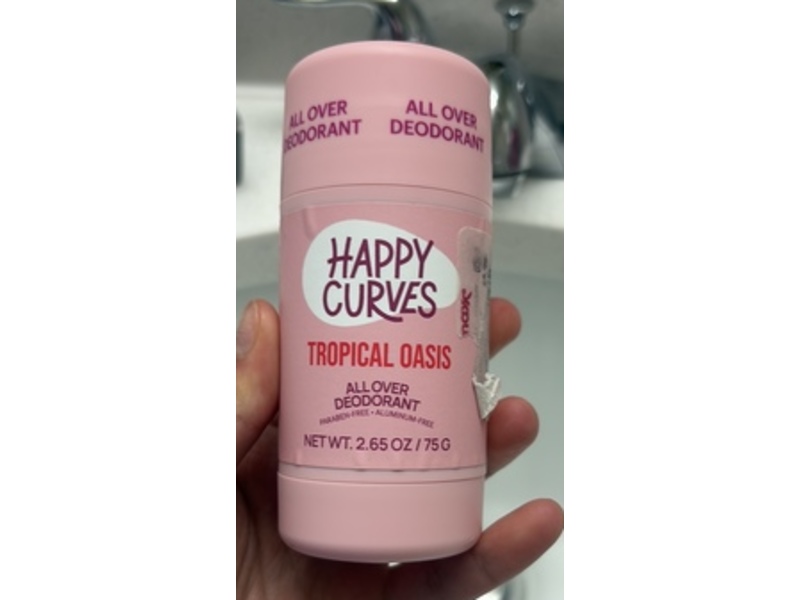 ALL OVER ALL OVER
DEODORANT DEODORANT
HAPPY
CURVES
nook
TROPICAL OASIS
ALL OVER
DEODORANT
PARABEN-FREE • ALUMINUM-FREE
NET WT. 2.65 OZ / 75 G